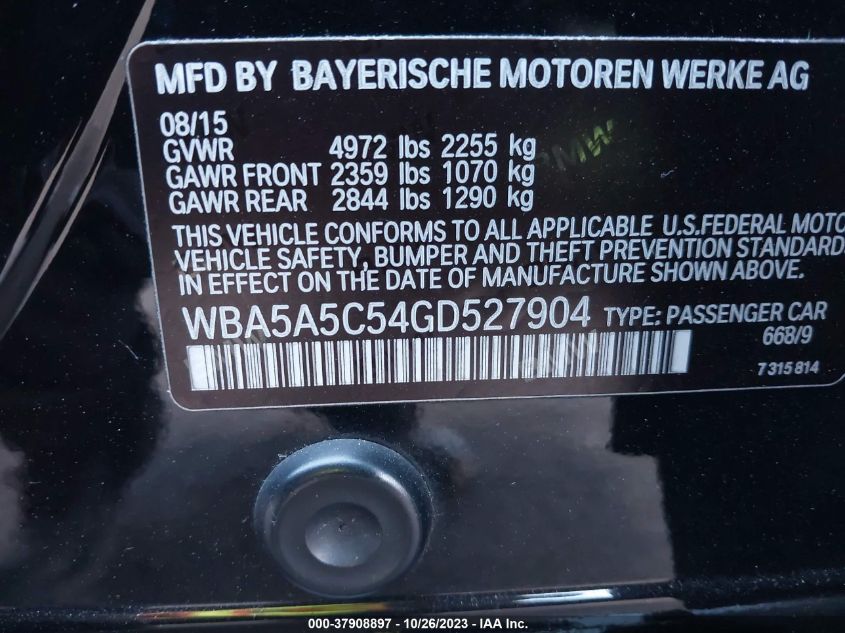 MFD BY BAYERISCHE MOTOREN WERKE AG
08/15
GVWR 4972 lbs 2255 kg
GAWR FRONT 2359 lbs 1070 kg
GAWR REAR 2844 lbs 1290 kg
THIS VEHICLE CONFORMS TO ALL APPLICABLE U.S.FEDERAL MOTO
VEHICLE SAFETY, BUMPER AND THEFT PREVENTION STANDARD
IN EFFECT ON THE DATE OF MANUFACTURE SHOWN ABOVE.
WBA5A5C54GD527904 TYPE: PASSENGER CAR
668/9
7315814
BMW
000-37908897 - 10/26/2023 - IAA Inc.